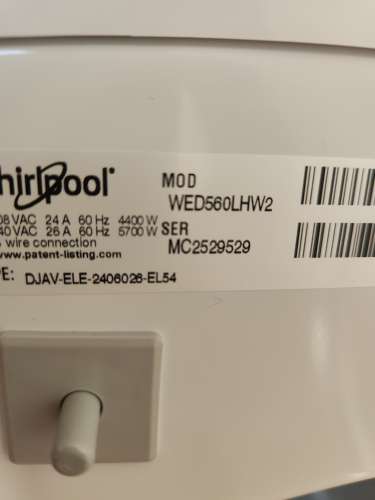 hirlpool
MOD
WED560LHW2
08 VAC 24 A 60 Hz 4400 W
40 VAC 26 A 60 Hz 5700 W
SER
MC2529529
wire connection
www.patent-listing.com
PE: DJAV-ELE-2406026-EL54